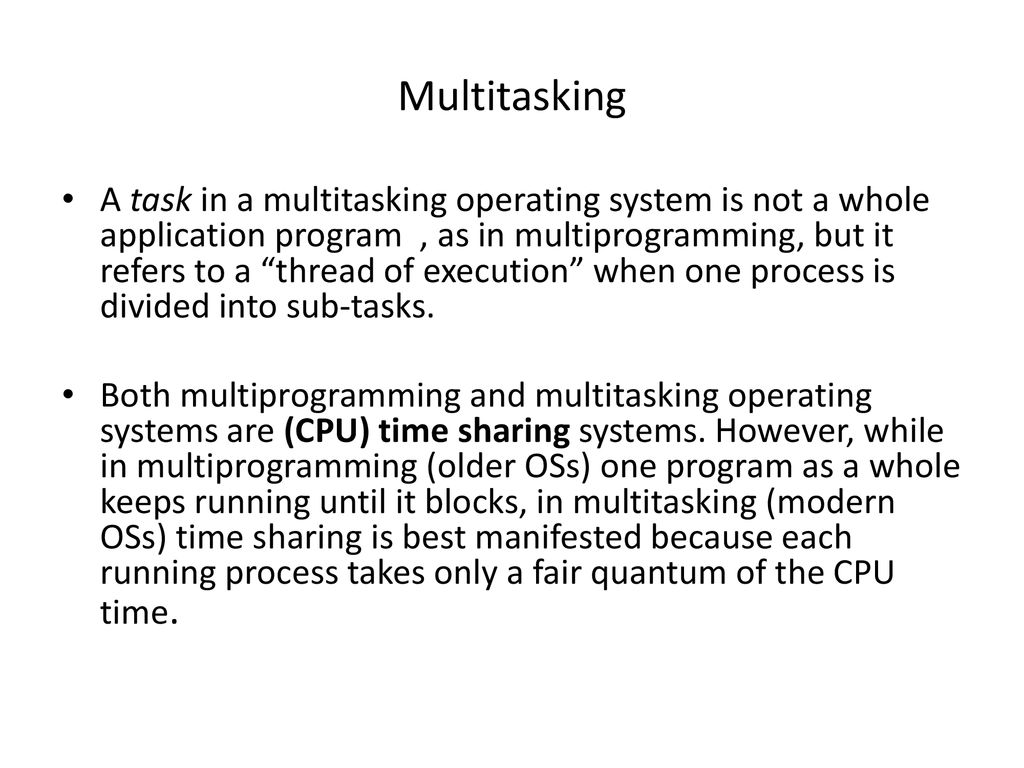 Multitasking
• A task in a multitasking operating system is not a whole
application program  , as in multiprogramming, but it
refers to a “thread of execution” when one process is
divided into sub-tasks.
• Both multiprogramming and multitasking operating
systems are (CPU) time sharing systems. However, while
in multiprogramming (older OSs) one program as a whole
keeps running until it blocks, in multitasking (modern
OSs) time sharing is best manifested because each
running process takes only a fair quantum of the CPU
time.